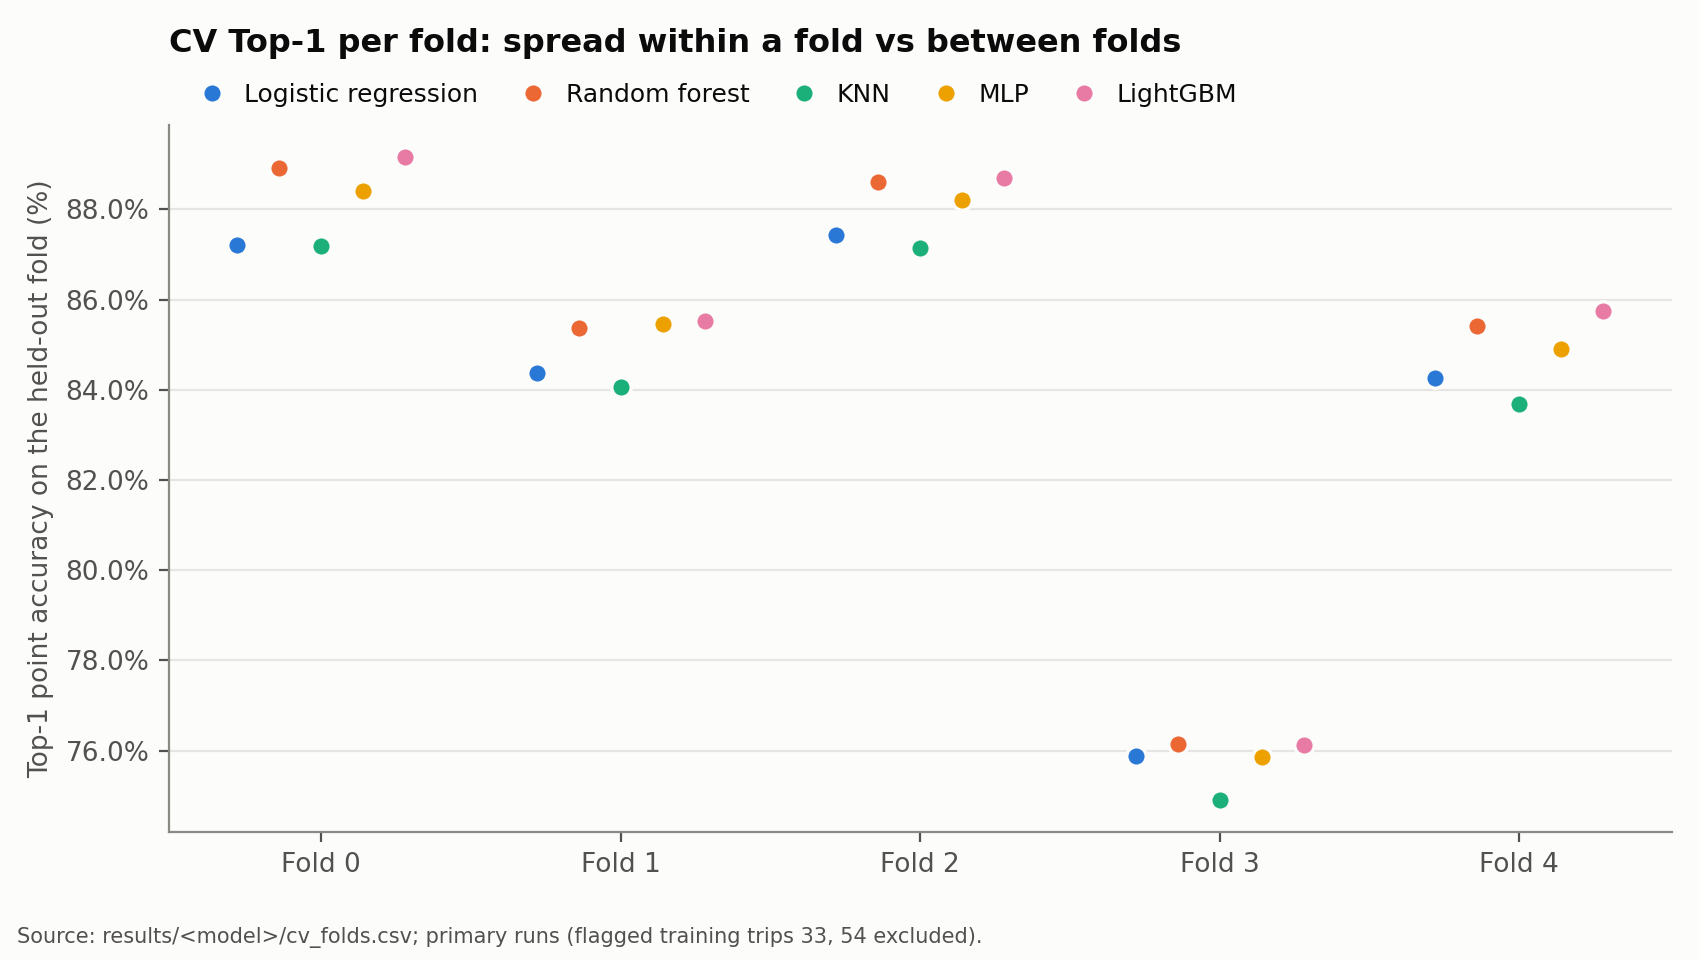 CV Top-1 per fold: spread within a fold vs between folds
Logistic regression Random forest KNN MLP LightGBM
Top-1 point accuracy on the held-out fold (%)
88.0%
86.0%
84.0%
82.0%
80.0%
78.0%
76.0%
Fold 0 Fold 1 Fold 2 Fold 3 Fold 4
Source: results/<model>/cv_folds.csv; primary runs (flagged training trips 33, 54 excluded).